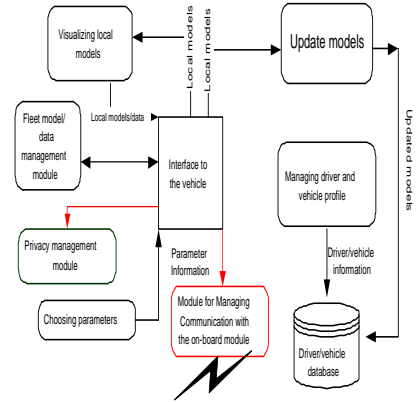 Visualizing local
models
Local models
Local models
Update models
Local models/data
Fleet model/
data
management
module
Interface to
the vehicle
Managing driver and
vehicle profile
Updated models
Privacy management
module
Parameter
Information
Driver/vehicle
information
Choosing parameters
Module for Managing
Communication with
the on-board module
Driver/vehicle
database